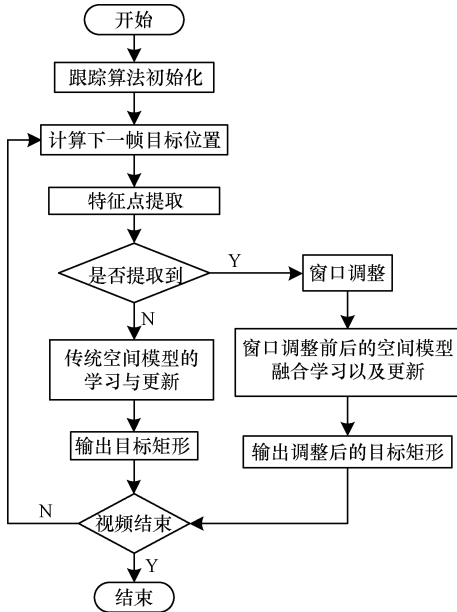 开始
跟踪算法初始化
计算下一帧目标位置
特征点提取
是否提取到
Y
窗口调整
N
传统空间模型的
学习与更新
窗口调整前后的空间模型
融合学习以及更新
输出目标矩形
输出调整后的目标矩形
N
视频结束
Y
结束